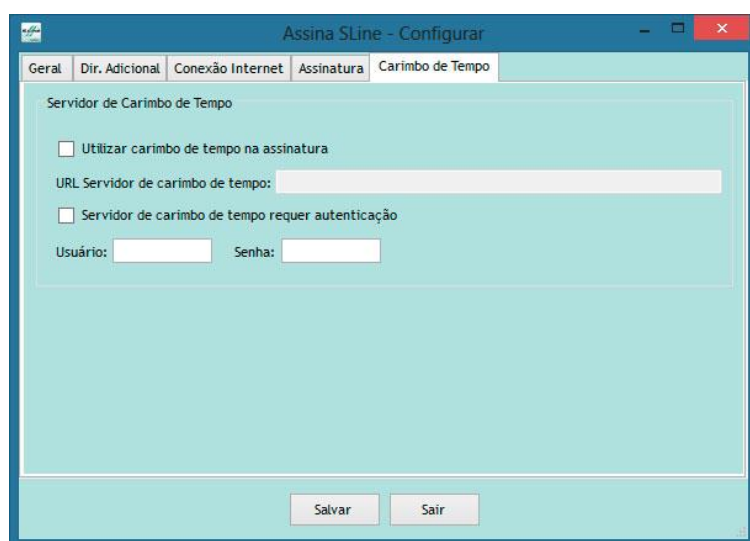 Assina SLine - Configurar
Geral Dir. Adicional Conexão Internet Assinatura Carimbo de Tempo
Servidor de Carimbo de Tempo
Utilizar carimbo de tempo na assinatura
URL Servidor de carimbo de tempo:
Servidor de carimbo de tempo requer autenticação
Usuário: Senha:
Salvar Sair